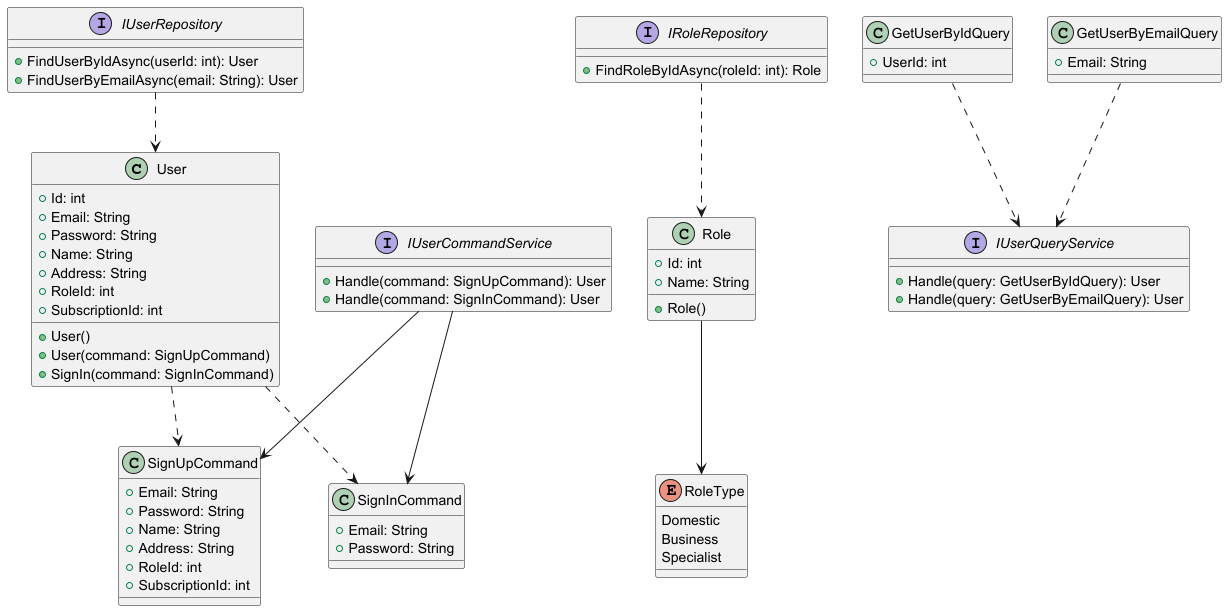 I IUserRepository
FindUserByIdAsync(userId: int): User
FindUserByEmailAsync(email: String): User
I IRoleRepository
FindRoleByIdAsync(roleId: int): Role
C GetUserByIdQuery
UserId: int
C GetUserByEmailQuery
Email: String
C User
Id: int
Email: String
Password: String
Name: String
Address: String
RoleId: int
SubscriptionId: int
User()
User(command: SignUpCommand)
SignIn(command: SignInCommand)
I IUserCommandService
Handle(command: SignUpCommand): User
Handle(command: SignInCommand): User
C Role
Id: int
Name: String
Role()
I IUserQueryService
Handle(query: GetUserByIdQuery): User
Handle(query: GetUserByEmailQuery): User
C SignUpCommand
Email: String
Password: String
Name: String
Address: String
RoleId: int
SubscriptionId: int
C SignInCommand
Email: String
Password: String
E RoleType
Domestic
Business
Specialist